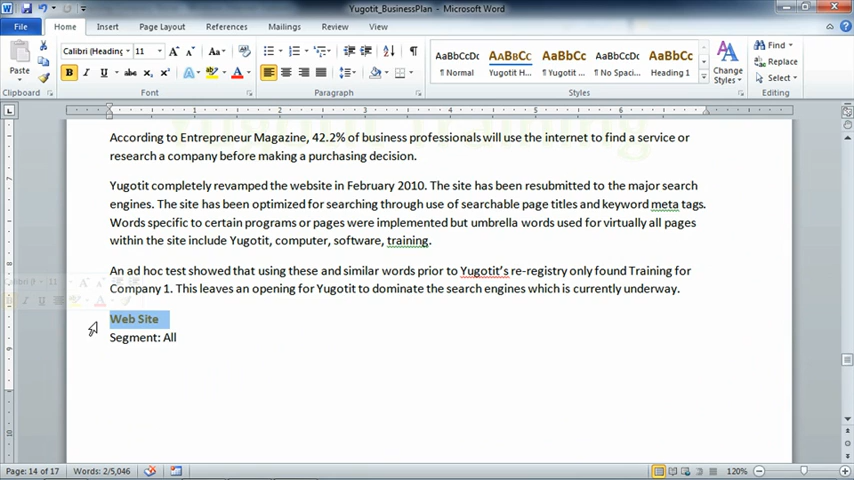 Yugotit_BusinessPlan - Microsoft Word
File Home Insert Page Layout References Mailings Review View
Paste
Calibri (Headings 11
Clipboard Font Paragraph Styles Editing
AaBbCcDc AaBbCc AaBbCc AaBbCcDc AaBbCc
¶ Normal Yugotit H... ¶ Yugotit ... ¶ No Spaci... Heading 1
Change Styles
Find
Replace
Select
According to Entrepreneur Magazine, 42.2% of business professionals will use the internet to find a service or
research a company before making a purchasing decision.
Yugotit completely revamped the website in February 2010. The site has been resubmitted to the major search
engines. The site has been optimized for searching through use of searchable page titles and keyword meta tags.
Words specific to certain programs or pages were implemented but umbrella words used for virtually all pages
within the site include Yugotit, computer, software, training.
An ad hoc test showed that using these and similar words prior to Yugotit's re-registry only found Training for
Company 1. This leaves an opening for Yugotit to dominate the search engines which is currently underway.
Web Site
Segment: All
Page: 14 of 17 Words: 2/5,046 120%